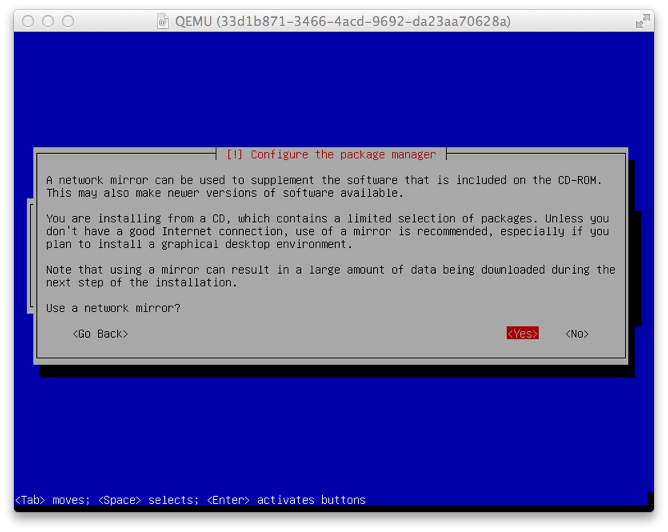 QEMU (33d1b871-3466-4acd-9692-da23aa70628a)
[!] Configure the package manager
A network mirror can be used to supplement the software that is included on the CD-ROM.
This may also make newer versions of software available.
You are installing from a CD, which contains a limited selection of packages. Unless you
don't have a good Internet connection, use of a mirror is recommended, especially if you
plan to install a graphical desktop environment.
Note that using a mirror can result in a large amount of data being downloaded during the
next step of the installation.
Use a network mirror?
<Go Back> <Yes> <No>
<Tab> moves; <Space> selects; <Enter> activates buttons